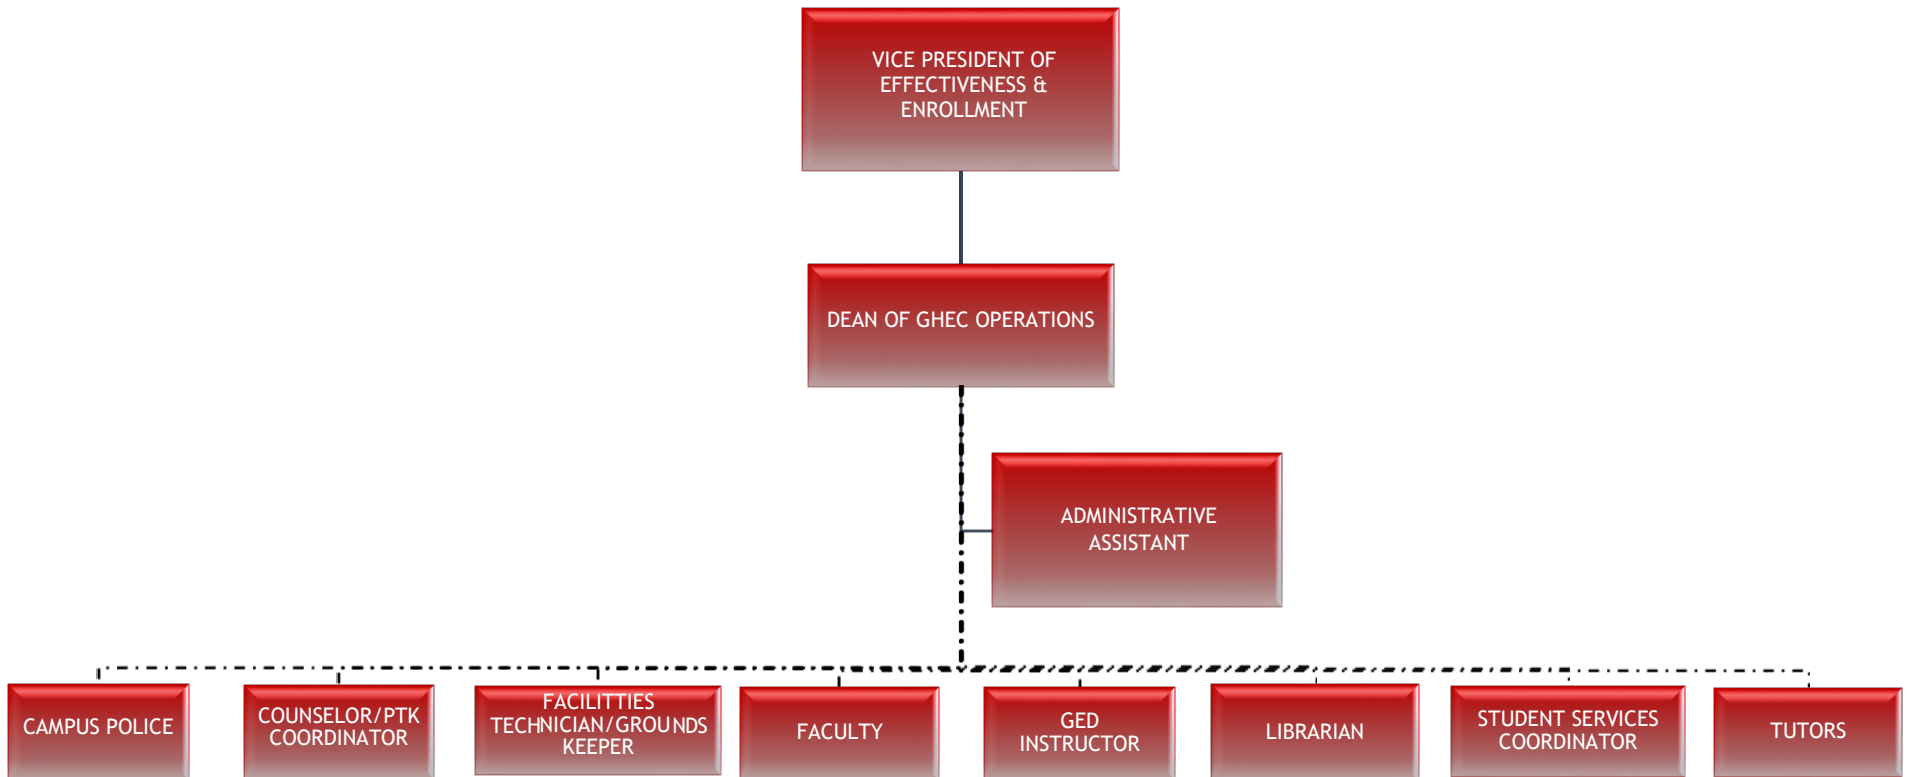 VICE PRESIDENT OF
EFFECTIVENESS &
ENROLLMENT
DEAN OF GHEC OPERATIONS
ADMINISTRATIVE
ASSISTANT
CAMPUS POLICE
COUNSELOR/PTK
COORDINATOR
FACILITTIES
TECHNICIAN/GROUNDS
KEEPER
FACULTY
GED
INSTRUCTOR
LIBRARIAN
STUDENT SERVICES
COORDINATOR
TUTORS